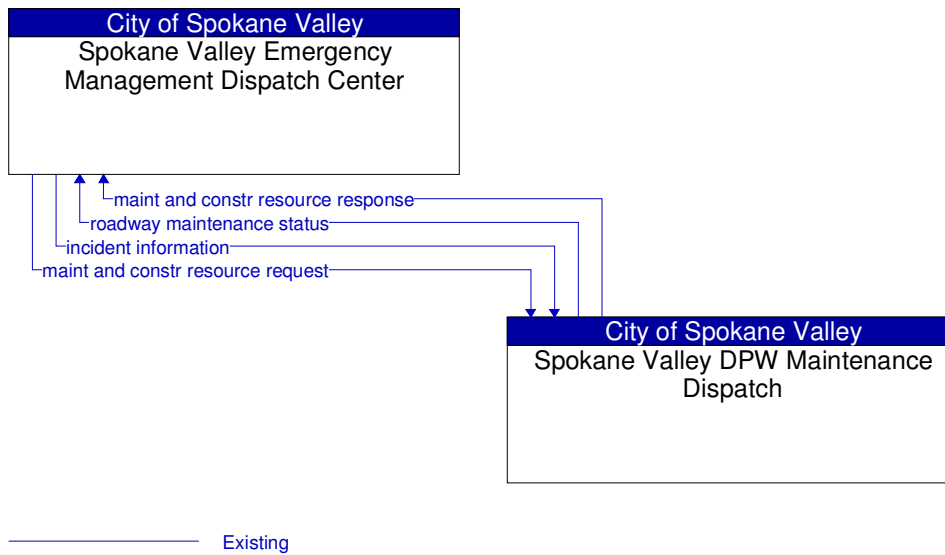 City of Spokane Valley
Spokane Valley Emergency
Management Dispatch Center
maint and constr resource response
roadway maintenance status
incident information
maint and constr resource request
City of Spokane Valley
Spokane Valley DPW Maintenance
Dispatch
Existing